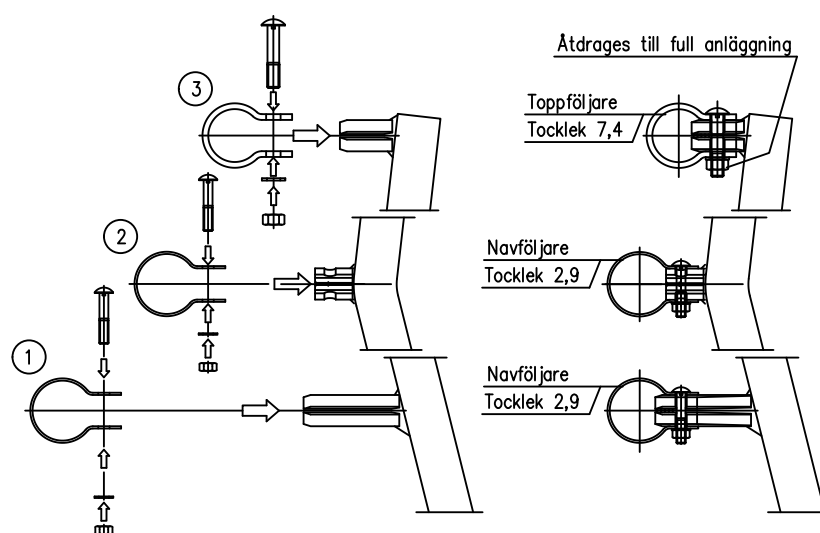 Åtdrages till full anläggning
3
Toppföljare
Tocklek 7,4
2
Navföljare
Tocklek 2,9
1
Navföljare
Tocklek 2,9